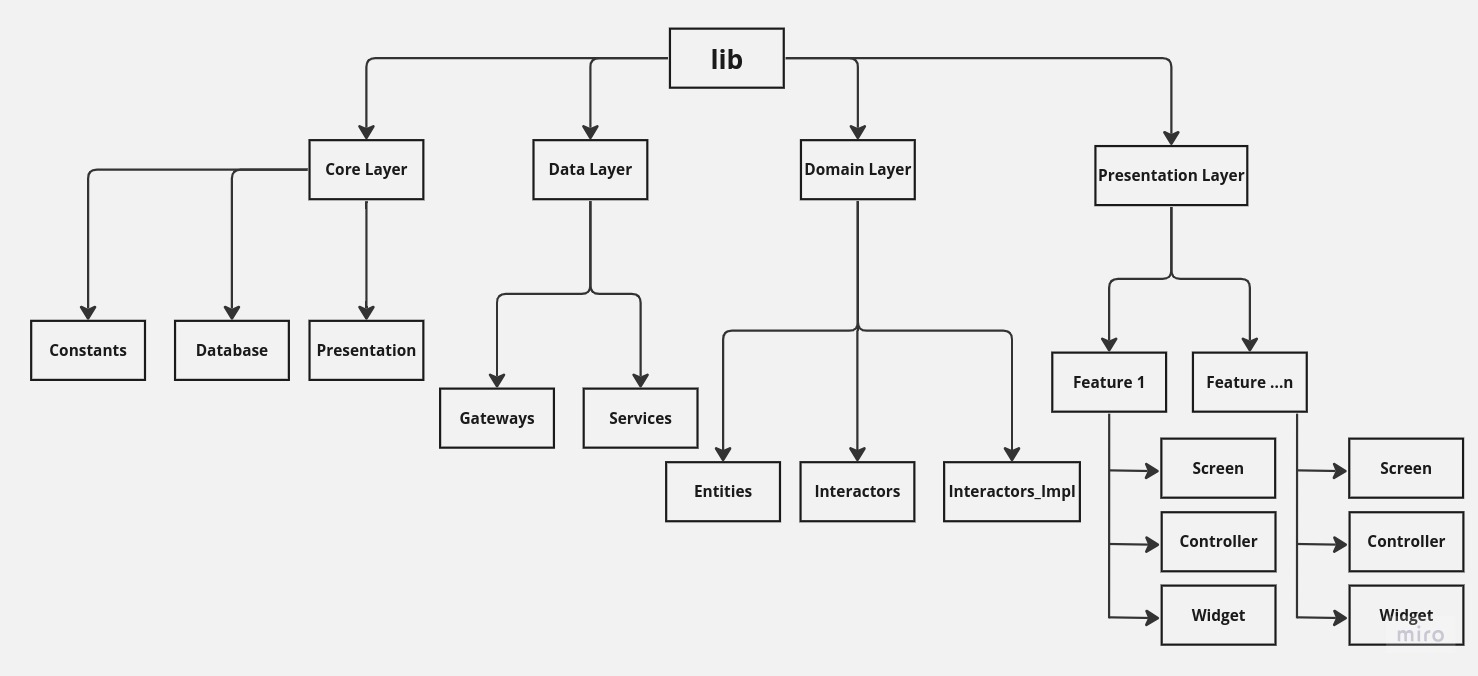 lib
Core Layer
Data Layer
Domain Layer
Presentation Layer
Constants
Database
Presentation
Gateways
Services
Entities
Interactors
Interactors_Impl
Feature 1
Feature ...n
Screen
Screen
Controller
Controller
Widget
Widget
miro